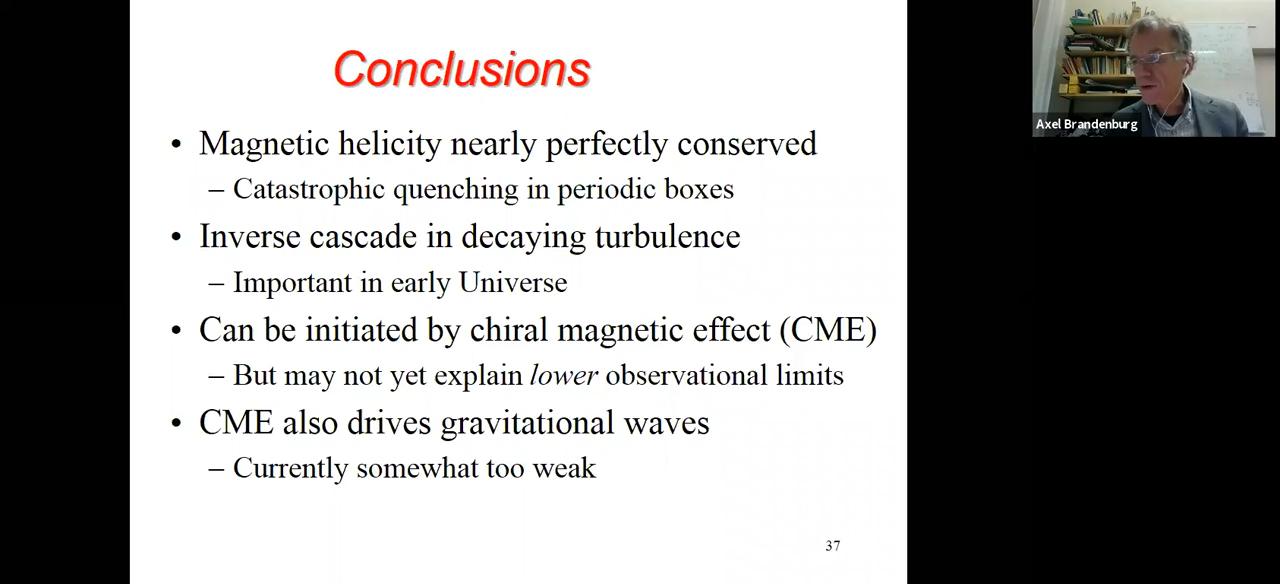 Conclusions
• Magnetic helicity nearly perfectly conserved
– Catastrophic quenching in periodic boxes
• Inverse cascade in decaying turbulence
– Important in early Universe
• Can be initiated by chiral magnetic effect (CME)
– But may not yet explain lower observational limits
• CME also drives gravitational waves
– Currently somewhat too weak
37
Axel Brandenburg